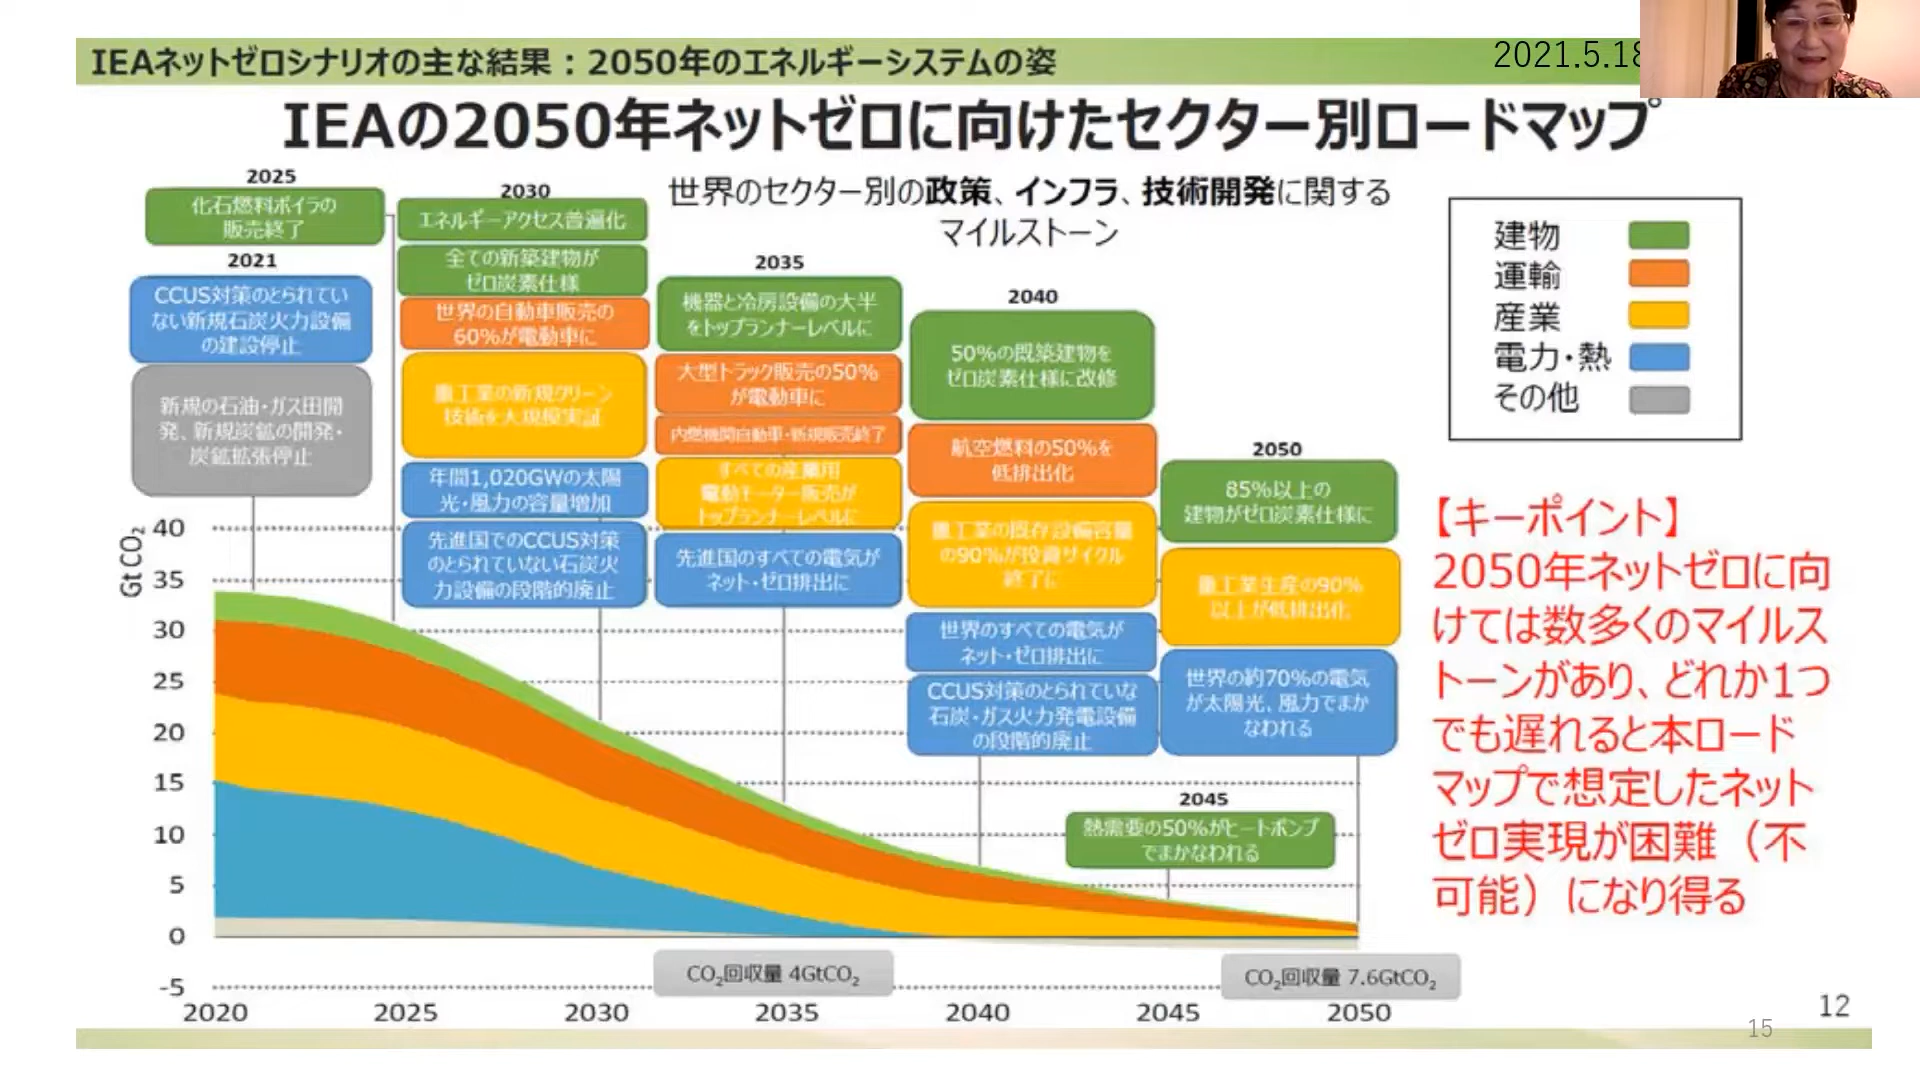 IEAネットゼロシナリオの主な結果：2050年のエネルギーシステムの姿
2021.5.18
IEAの2050年ネットゼロに向けたセクター別ロードマップ
世界のセクター別の政策、インフラ、技術開発に関する
マイルストーン
2025
化石燃料ボイラの
販売終了
2021
CCUS対策のとられてい
ない新規石炭火力設備
の建設停止
新規の石油・ガス田開
発、新規炭鉱の開発・
炭鉱拡張停止
2030
エネルギーアクセス普遍化
全ての新築建物が
ゼロ炭素仕様
世界の自動車販売の
60%が電動車に
重工業の新規クリーン
技術を大規模実証
年間1,020GWの太陽
光・風力の容量増加
先進国でのCCUS対策
のとられていない石炭火
力設備の段階的廃止
2035
機器と冷房設備の大半
をトップランナーレベルに
大型トラック販売の50%
が電動車に
内燃機関自動車・新規販売終了
すべての産業用
電動モーター販売が
トップランナーレベルに
先進国のすべての電気が
ネット・ゼロ排出に
2040
50%の既築建物を
ゼロ炭素仕様に改修
航空燃料の50%を
低排出化
重工業の既存設備容量
の90%が投資サイクル
終了に
世界のすべての電気が
ネット・ゼロ排出に
CCUS対策のとられていな
石炭・ガス火力発電設備
の段階的廃止
2050
85%以上の
建物がゼロ炭素仕様に
重工業生産の90%
以上が低排出化
世界の約70%の電気
が太陽光、風力でまか
なわれる
2045
熱需要の50%がヒートポンプ
でまかなわれる
建物
運輸
産業
電力・熱
その他
【キーポイント】
2050年ネットゼロに向
けては数多くのマイルス
トーンがあり、どれか1つ
でも遅れると本ロード
マップで想定したネット
ゼロ実現が困難（不
可能）になり得る
Gt CO₂
40
35
30
25
20
15
10
5
0
-5
CO₂回収量 4GtCO₂
CO₂回収量 7.6GtCO₂
2020
2025
2030
2035
2040
2045
2050
12
15